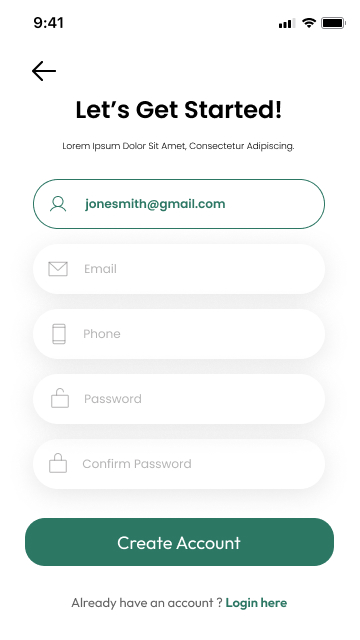 9:41
Let’s Get Started!
Lorem Ipsum Dolor Sit Amet, Consectetur Adipiscing.
jonesmith@gmail.com
Email
Phone
Password
Confirm Password
Create Account
Already have an account ? Login here